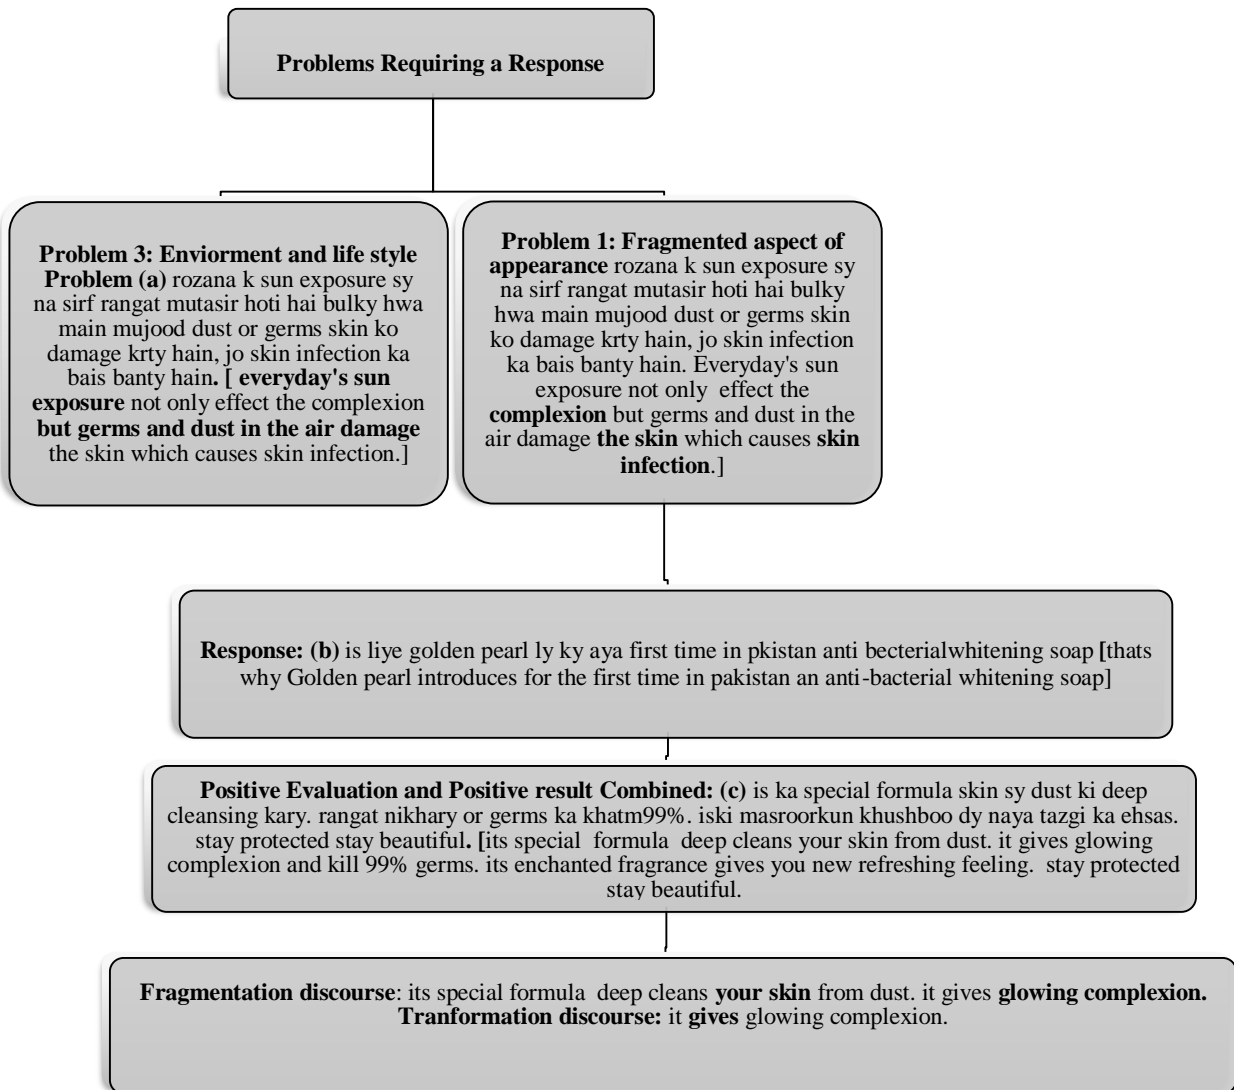 Problems Requiring a Response
Problem 3: Enviorment and life style
Problem (a) rozana k sun exposure sy
na sirf rangat mutasir hoti hai bulky hwa
main mujood dust or germs skin ko
damage krty hain, jo skin infection ka
bais banty hain. [ everyday's sun
exposure not only effect the complexion
but germs and dust in the air damage
the skin which causes skin infection.]
Problem 1: Fragmented aspect of
appearance rozana k sun exposure sy
na sirf rangat mutasir hoti hai bulky
hwa main mujood dust or germs skin
ko damage krty hain, jo skin infection
ka bais banty hain. Everyday's sun
exposure not only effect the
complexion but germs and dust in the
air damage the skin which causes skin
infection.]
Response: (b) is liye golden pearl ly ky aya first time in pkistan anti becterialwhitening soap [thats
why Golden pearl introduces for the first time in pakistan an anti-bacterial whitening soap]
Positive Evaluation and Positive result Combined: (c) is ka special formula skin sy dust ki deep
cleansing kary. rangat nikhary or germs ka khatm99%. iski masroorkun khushboo dy naya tazgi ka ehsas.
stay protected stay beautiful. [its special formula deep cleans your skin from dust. it gives glowing
complexion and kill 99% germs. its enchanted fragrance gives you new refreshing feeling. stay protected
stay beautiful.
Fragmentation discourse: its special formula deep cleans your skin from dust. it gives glowing complexion.
Tranformation discourse: it gives glowing complexion.